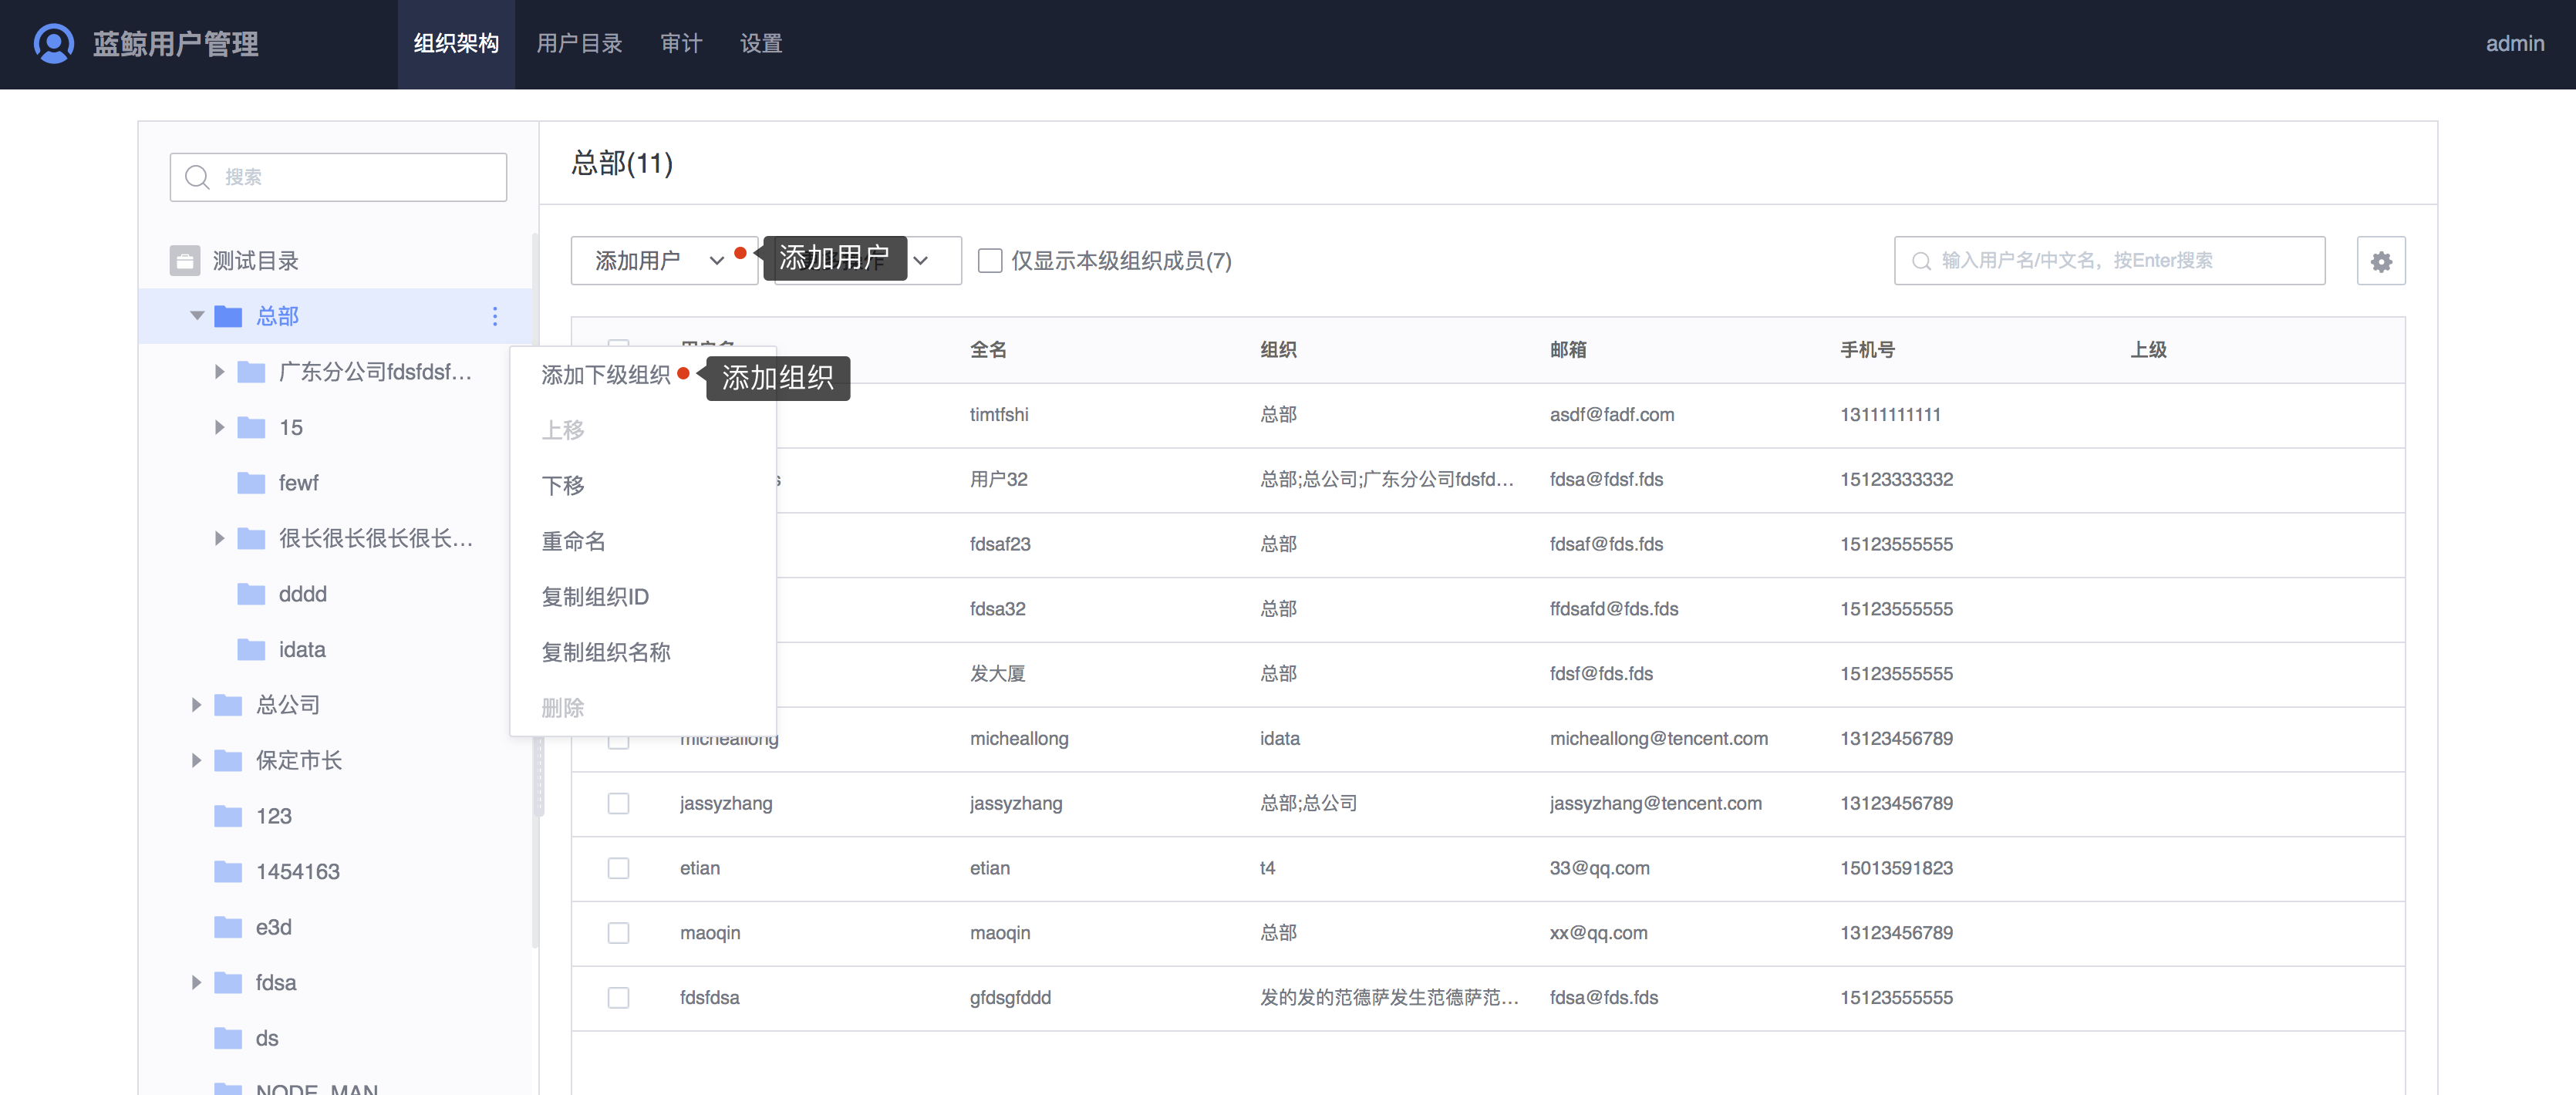 蓝鲸用户管理
组织架构
用户目录
审计
设置
admin
搜索
测试目录
总部
广东分公司fdsfdsf...
15
fewf
很长很长很长很长...
dddd
idata
总公司
保定市长
123
1454163
e3d
fdsa
ds
NODE_MAN
总部(11)
添加用户
添加用户
仅显示本级组织成员(7)
输入用户名/中文名，按Enter搜索
添加下级组织
添加组织
上移
下移
重命名
复制组织ID
复制组织名称
删除
用户名 全名 组织 邮箱 手机号 上级
timtfshi 总部 asdf@fadf.com 13111111111
用户32 总部;总公司;广东分公司fdsfd... fdsa@fdsf.fds 15123333332
fdsaf23 总部 fdsaf@fds.fds 15123555555
fdsa32 总部 ffdsafd@fds.fds 15123555555
发大厦 总部 fdsf@fds.fds 15123555555
micheallong micheallong idata micheallong@tencent.com 13123456789
jassyzhang jassyzhang 总部;总公司 jassyzhang@tencent.com 13123456789
etian etian t4 33@qq.com 15013591823
maoqin maoqin 总部 xx@qq.com 13123456789
fdsfdsa gfdsgfddd 发的发的范德萨发生范德萨范... fdsa@fds.fds 15123555555